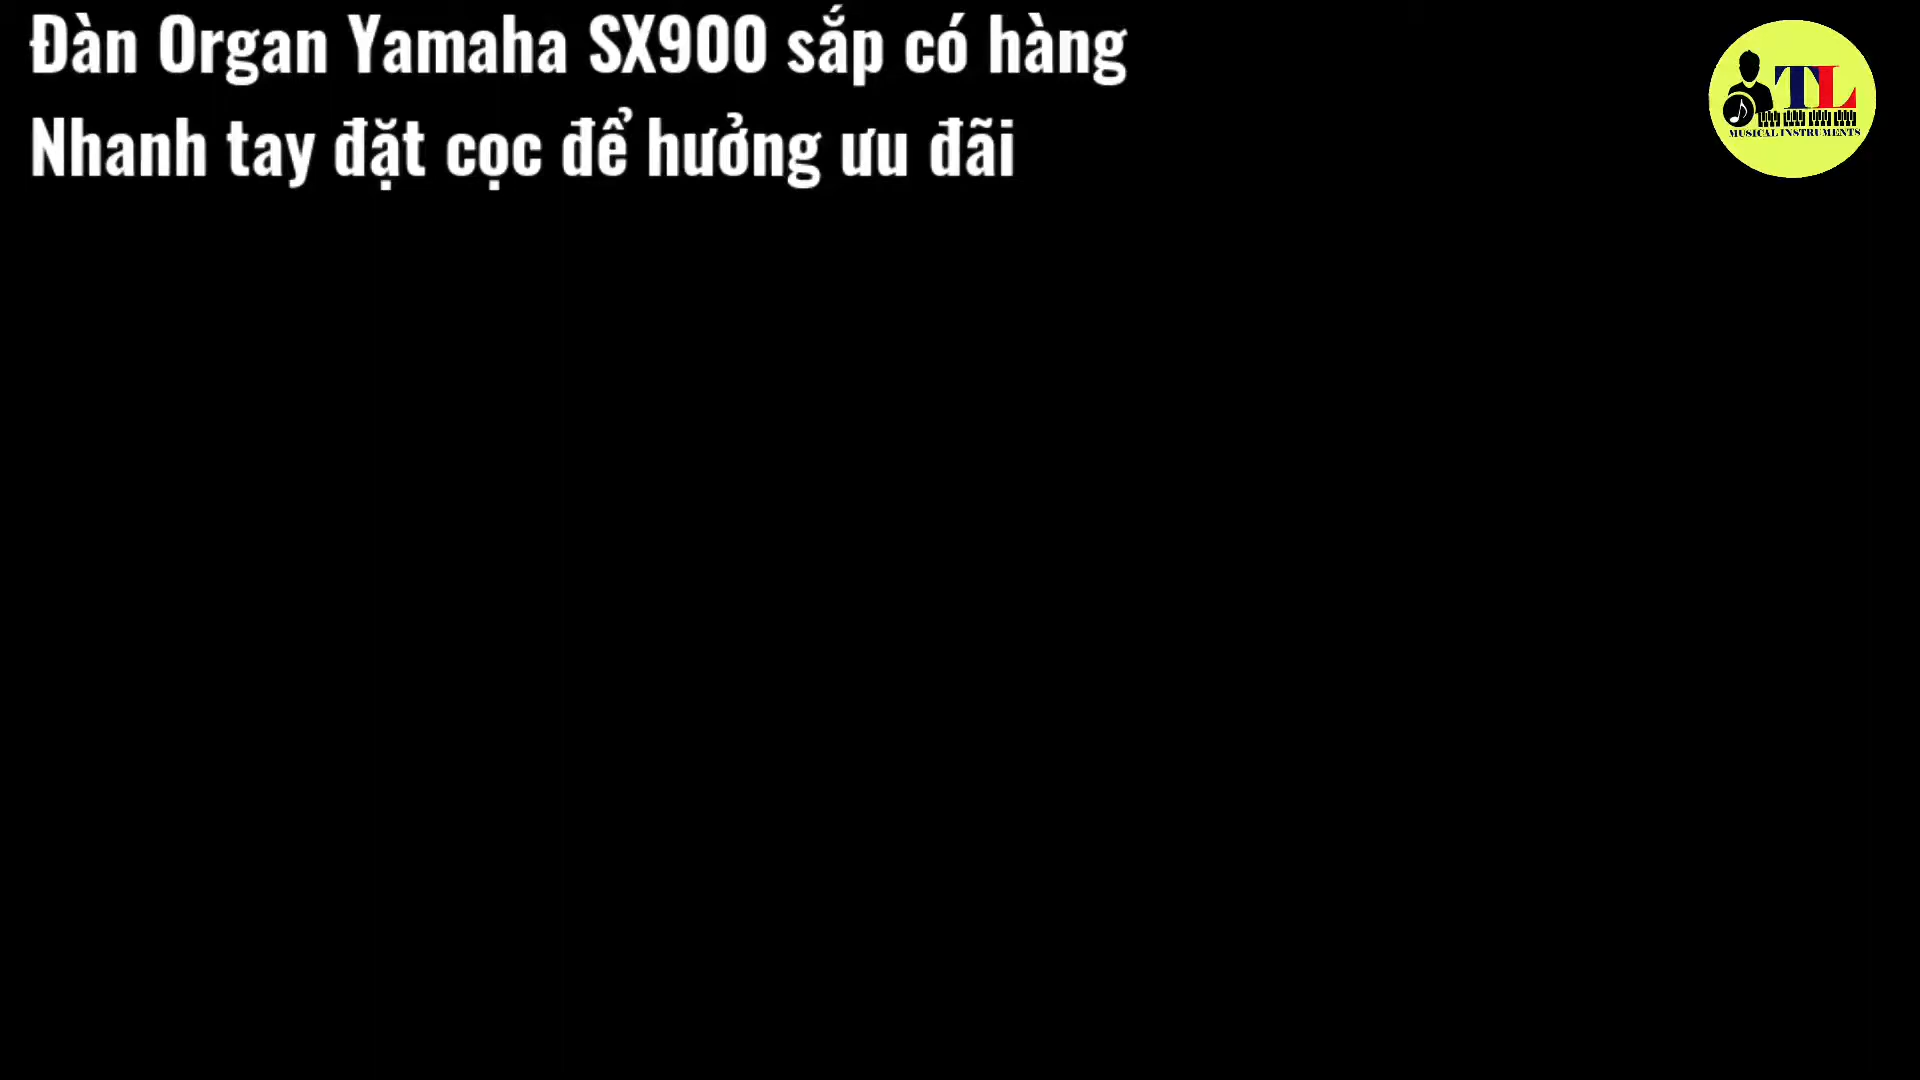 Đàn Organ Yamaha SX900 sắp có hàng
Nhanh tay đặt cọc để hưởng ưu đãi
TL
MUSICAL INSTRUMENTS